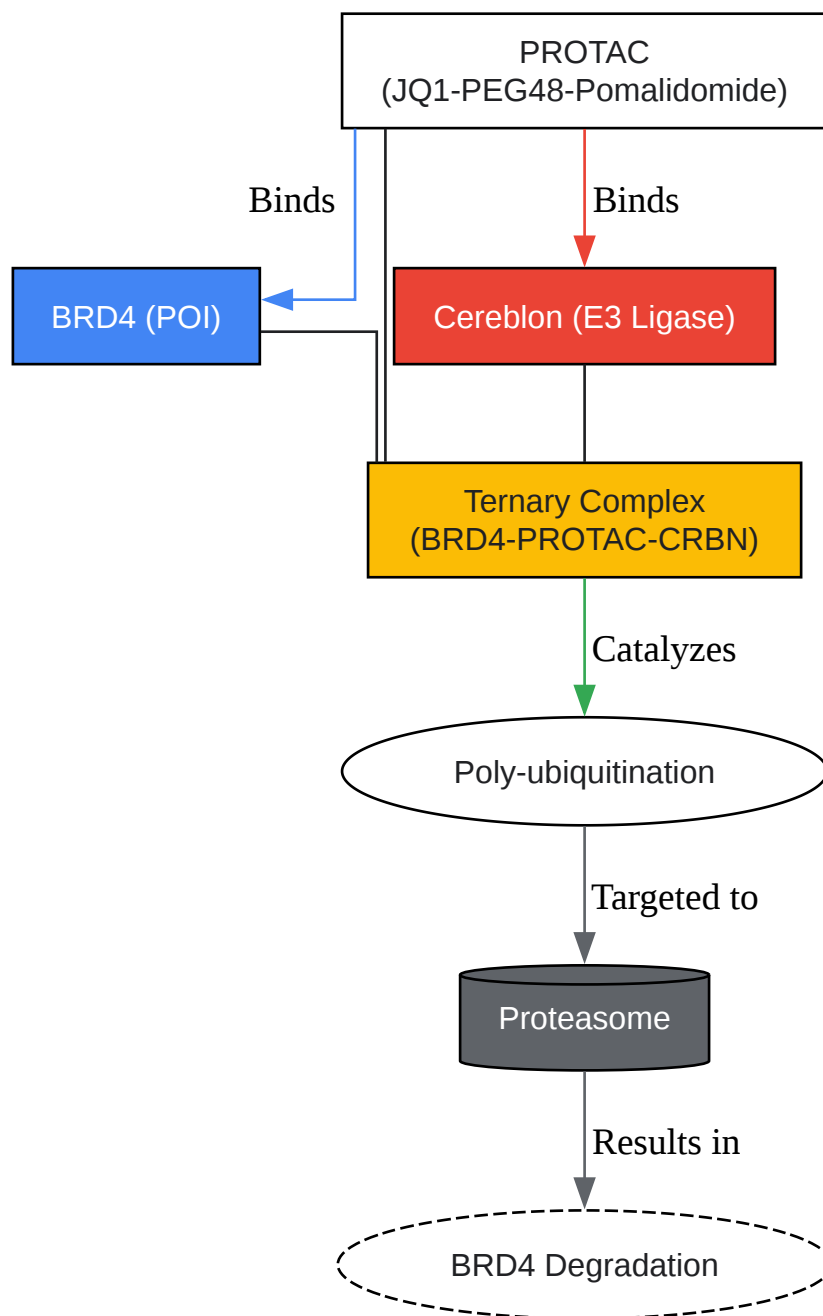 PROTAC
(JQ1-PEG48-Pomalidomide)
Binds
Binds
BRD4 (POI)
Cereblon (E3 Ligase)
Ternary Complex
(BRD4-PROTAC-CRBN)
Catalyzes
Poly-ubiquitination
Targeted to
Proteasome
Results in
BRD4 Degradation